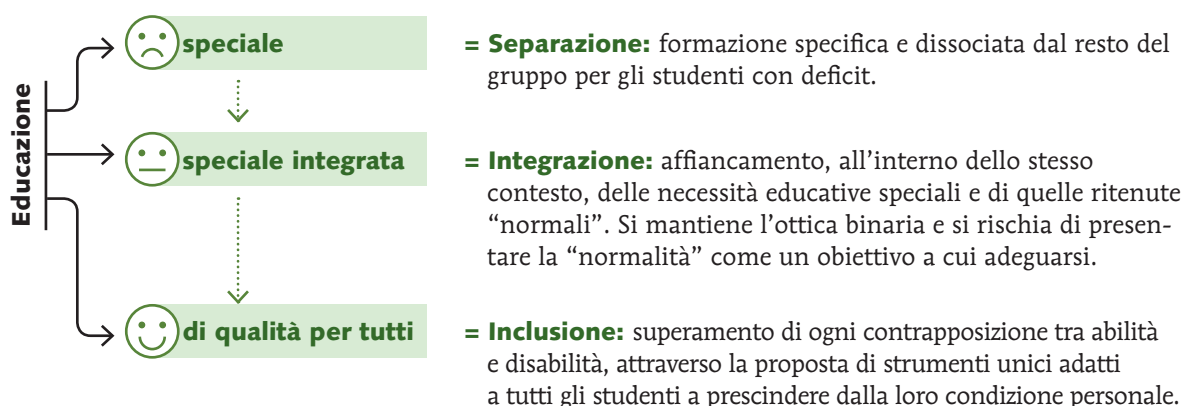 Educazione
speciale
= Separazione: formazione specifica e dissociata dal resto del
gruppo per gli studenti con deficit.
speciale integrata
= Integrazione: affiancamento, all’interno dello stesso
contesto, delle necessità educative speciali e di quelle ritenute
“normali”. Si mantiene l’ottica binaria e si rischia di presen-
tare la “normalità” come un obiettivo a cui adeguarsi.
di qualità per tutti
= Inclusione: superamento di ogni contrapposizione tra abilità
e disabilità, attraverso la proposta di strumenti unici adatti
a tutti gli studenti a prescindere dalla loro condizione personale.